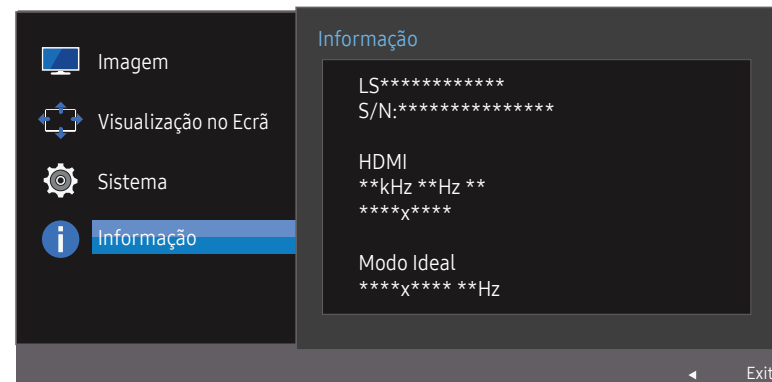 Imagem
Visualização no Ecrã
Sistema
Informação
Informação
LS************
S/N:***************
HDMI
**kHz **Hz **
****x****
Modo Ideal
****x**** **Hz
Exit